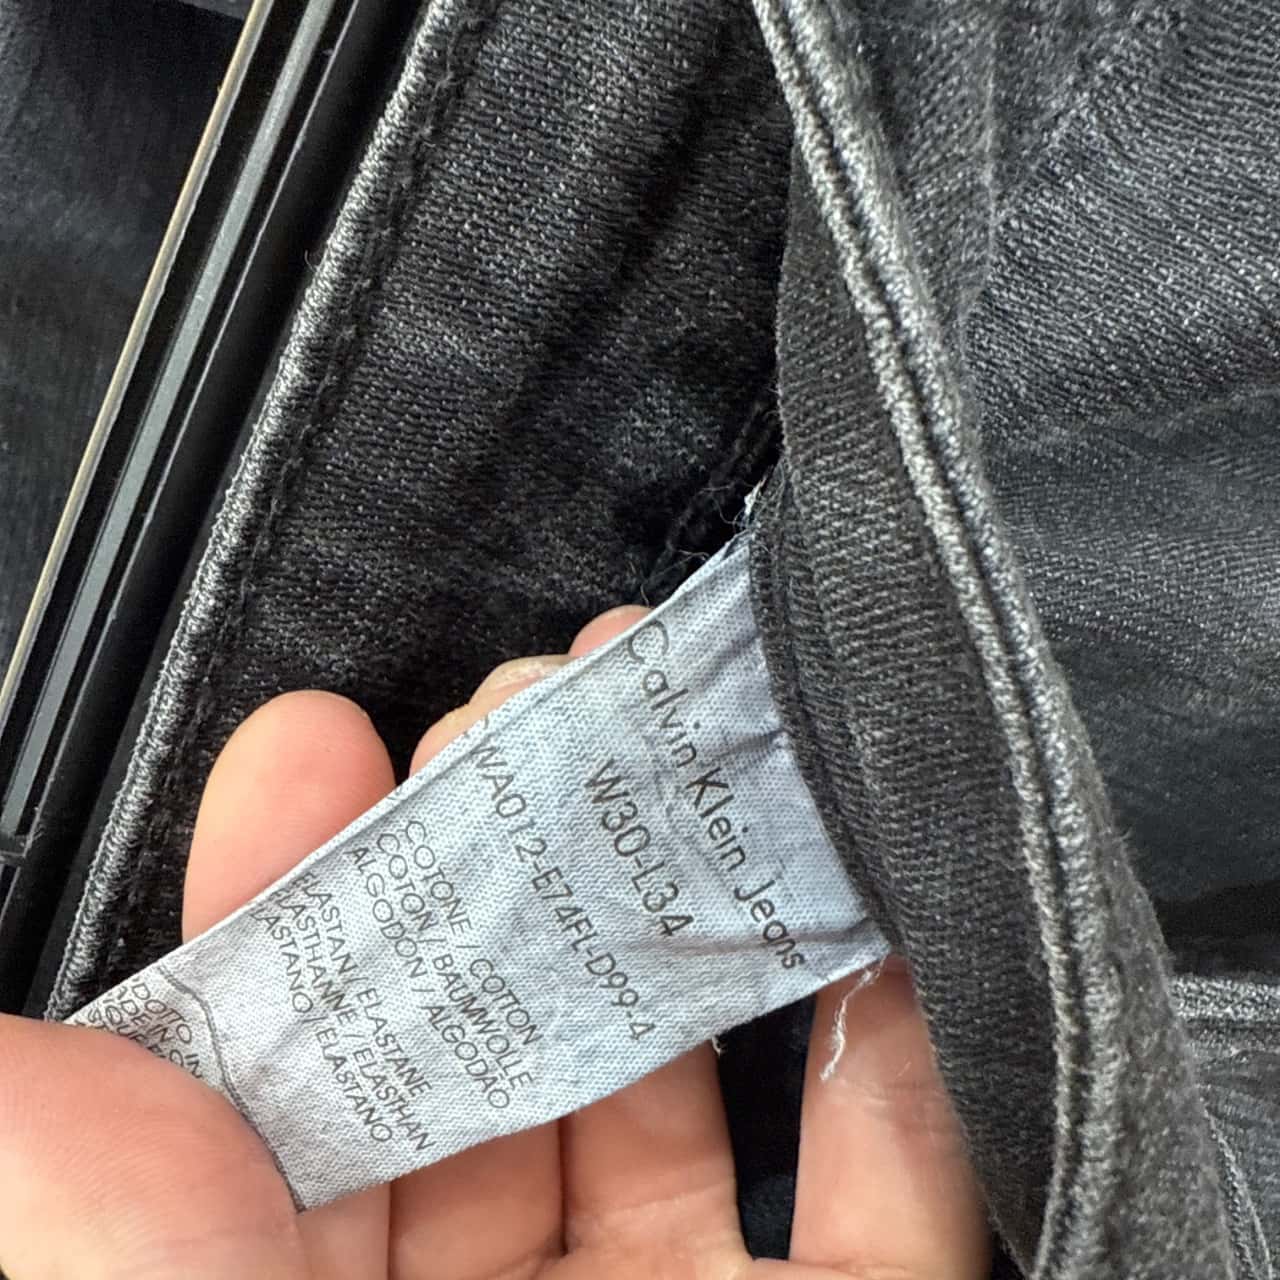 Calvin Klein Jeans
W30-L34
WA012-E74FL-D99-4
COTONE / COTTON
COTON / BAUMWOLLE
ALGODON / ALGODAO
ELASTAN / ELASTANE
ELASTHANNE / ELASTHAN
ELASTANO / ELASTANO